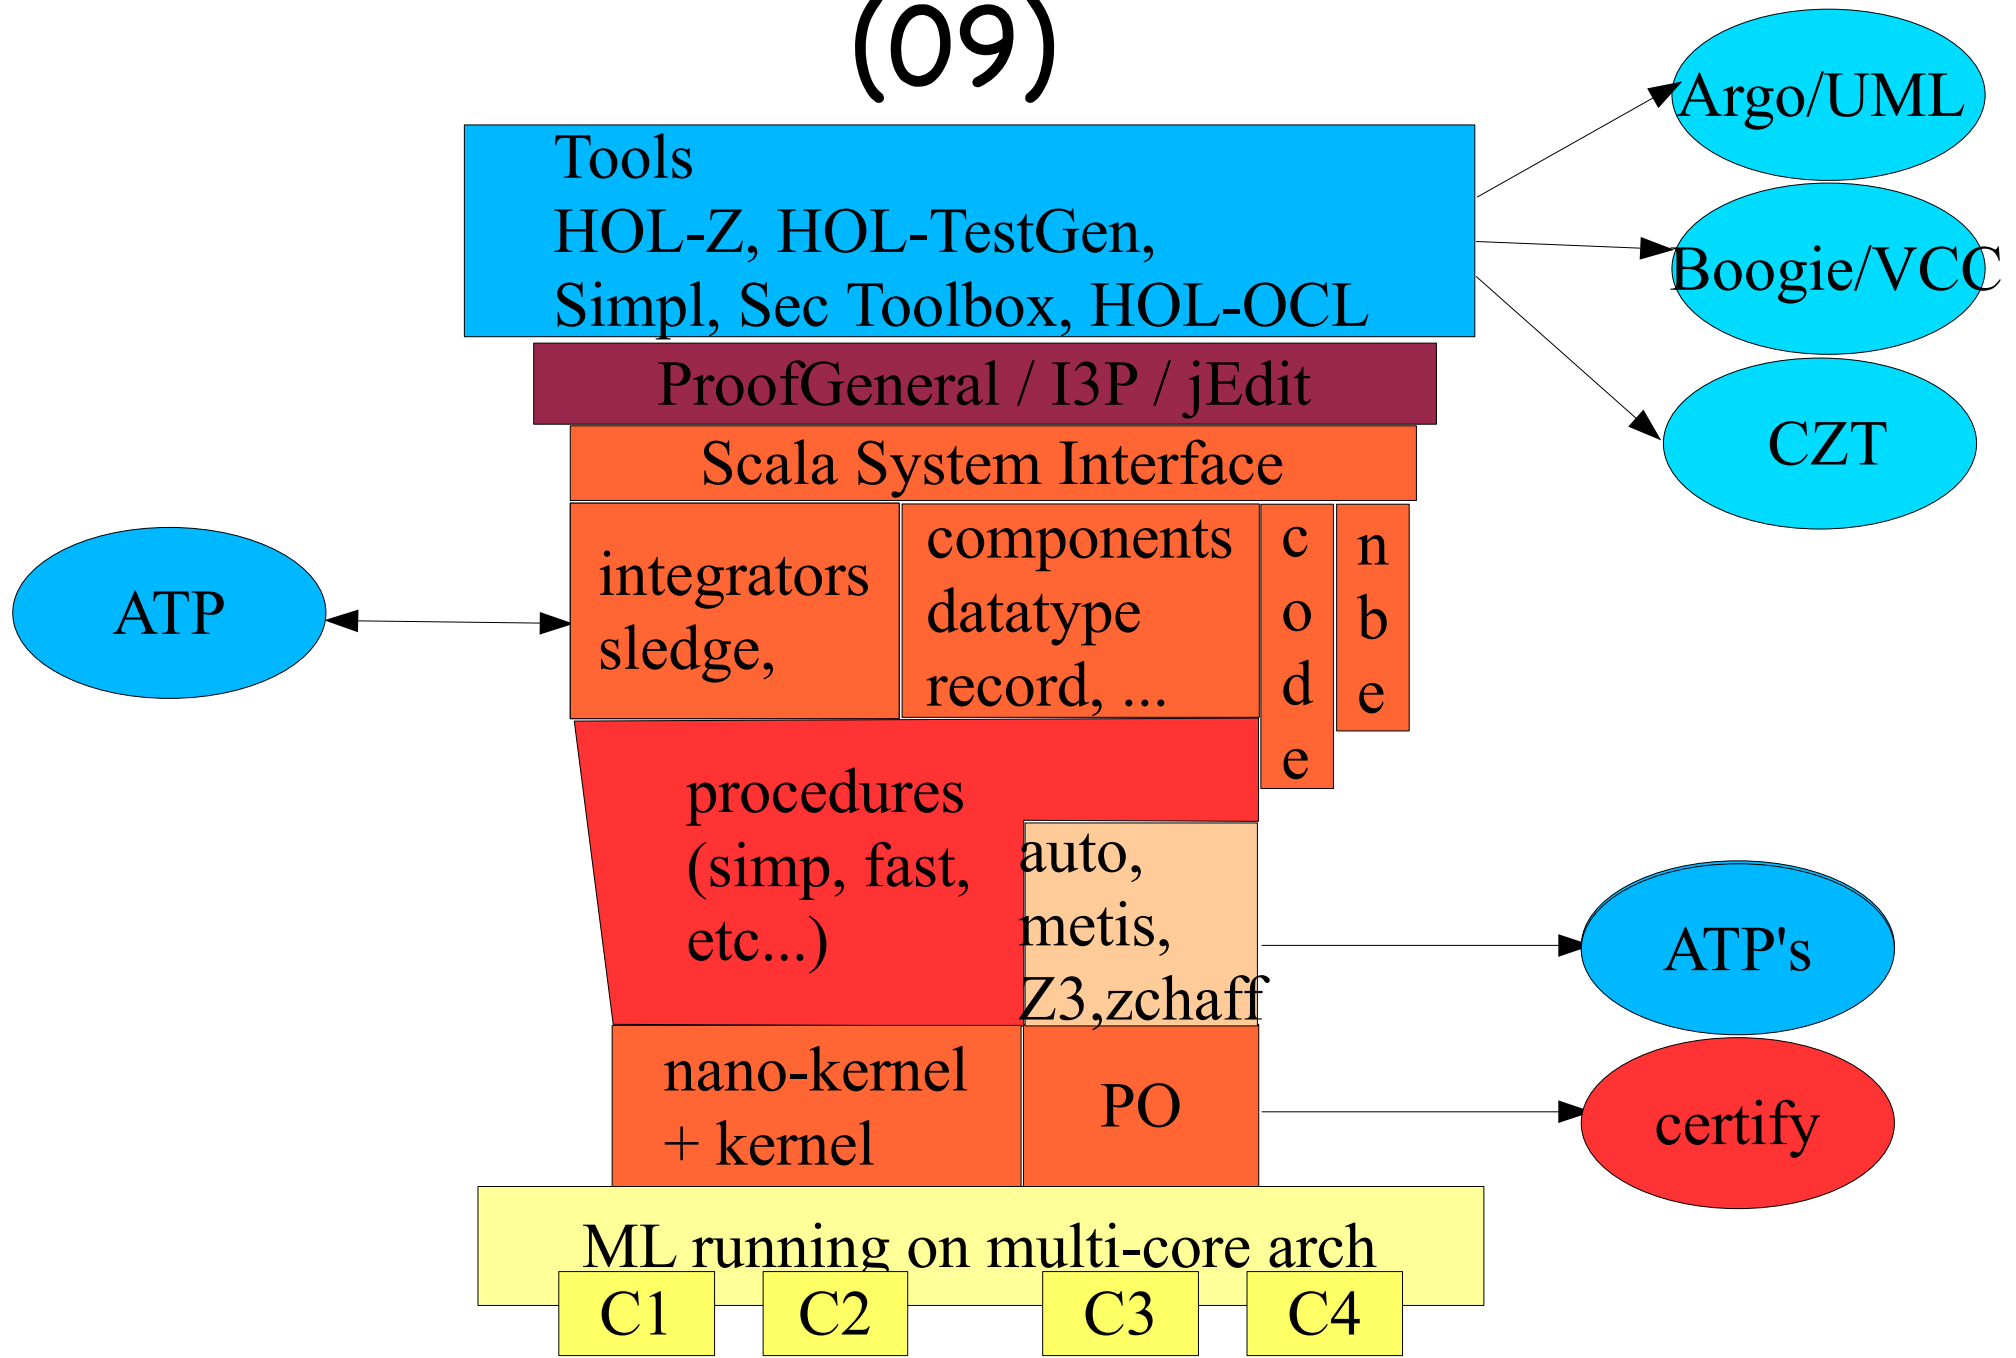 (09)
Tools
HOL-Z, HOL-TestGen,
Simpl, Sec Toolbox, HOL-OCL
Argo/UML
Boogie/VCC
CZT
ProofGeneral / I3P / jEdit
Scala System Interface
ATP
integrators
sledge,
components
datatype
record, ...
c
o
d
e
n
b
e
procedures
(simp, fast,
etc...)
auto,
metis,
Z3,zchaff
ATP's
nano-kernel
+ kernel
PO
certify
ML running on multi-core arch
C1
C2
C3
C4